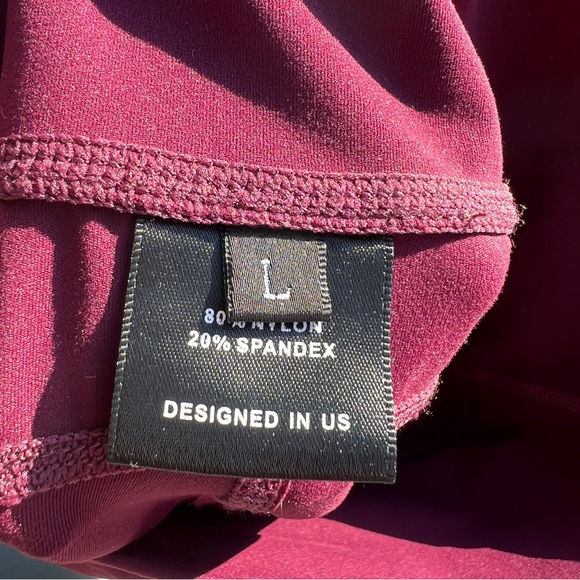 L
80% NYLON
20% SPANDEX
DESIGNED IN US